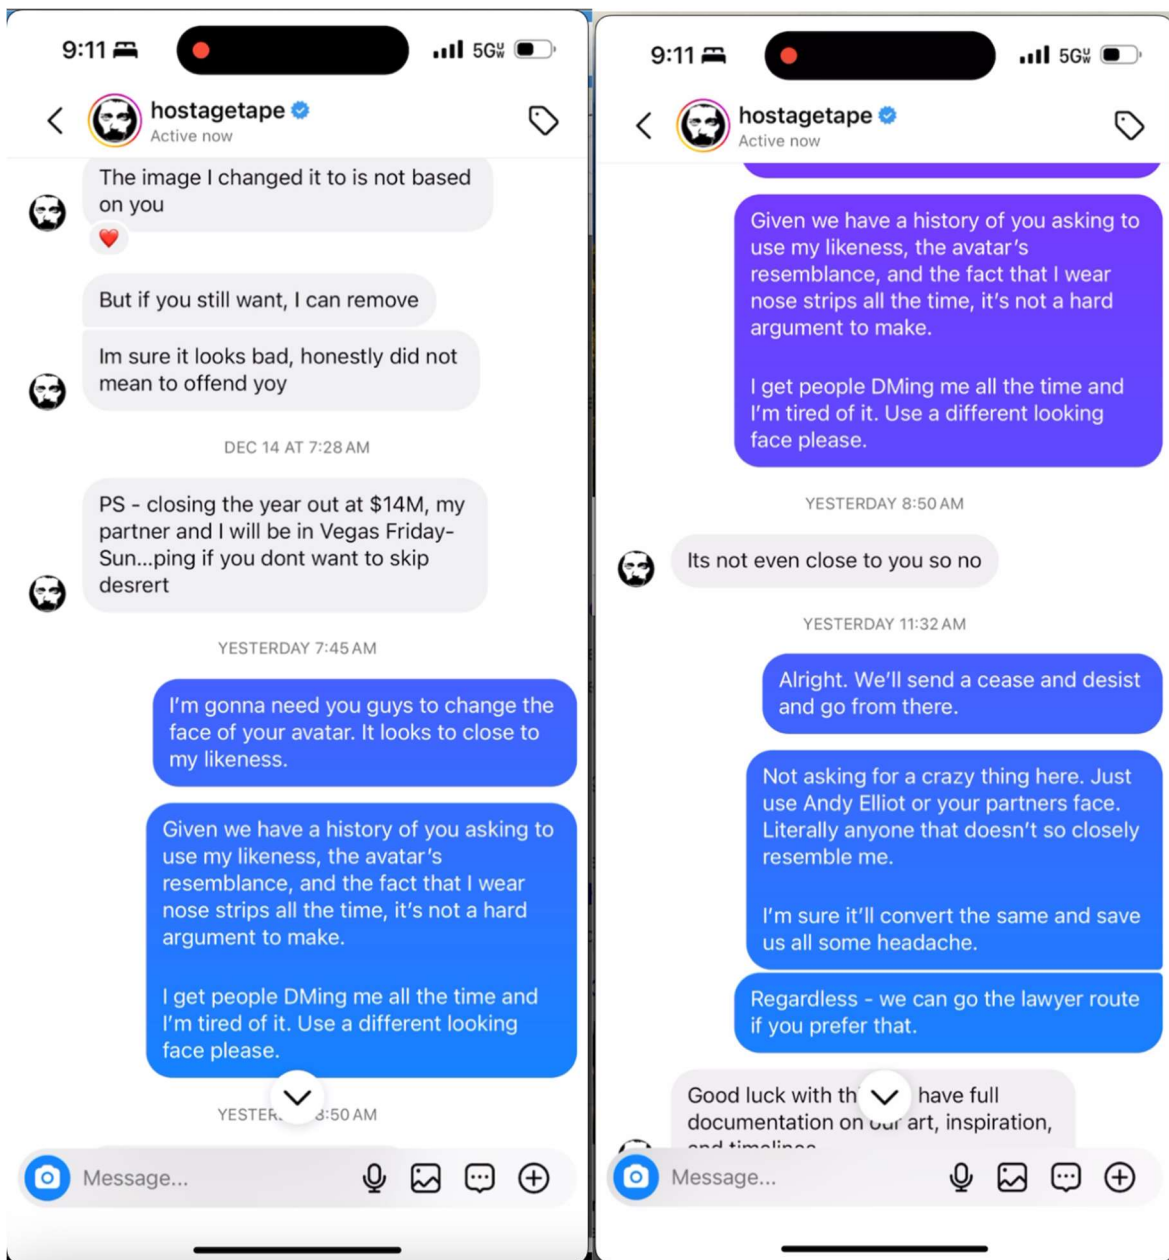 9:11
5GUW
hostagetape
Active now
The image I changed it to is not based
on you
❤️
But if you still want, I can remove
Im sure it looks bad, honestly did not
mean to offend yoy
DEC 14 AT 7:28 AM
PS - closing the year out at $14M, my
partner and I will be in Vegas Friday-
Sun...ping if you dont want to skip
desrert
YESTERDAY 7:45 AM
I'm gonna need you guys to change the
face of your avatar. It looks to close to
my likeness.
Given we have a history of you asking to
use my likeness, the avatar's
resemblance, and the fact that I wear
nose strips all the time, it's not a hard
argument to make.
I get people DMing me all the time and
I'm tired of it. Use a different looking
face please.
:50 AM
Message...
9:11
5GUW
hostagetape
Active now
Given we have a history of you asking to
use my likeness, the avatar's
resemblance, and the fact that I wear
nose strips all the time, it's not a hard
argument to make.
I get people DMing me all the time and
I'm tired of it. Use a different looking
face please.
YESTERDAY 8:50 AM
Its not even close to you so no
YESTERDAY 11:32 AM
Alright. We'll send a cease and desist
and go from there.
Not asking for a crazy thing here. Just
use Andy Elliot or your partners face.
Literally anyone that doesn't so closely
resemble me.
I'm sure it'll convert the same and save
us all some headache.
Regardless - we can go the lawyer route
if you prefer that.
Good luck with have full
documentation on our art, inspiration,
and timelines
Message...